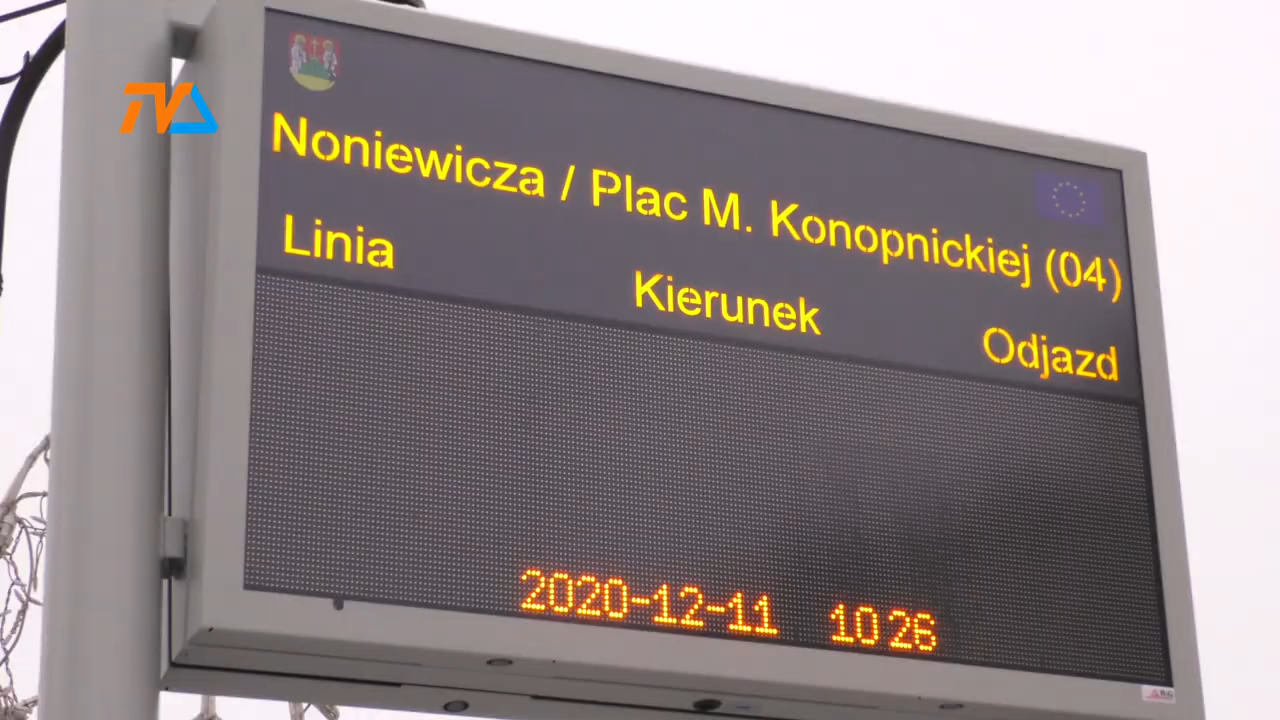 TV
Noniewicza / Plac M. Konopnickiej (04)
Linia Kierunek Odjazd
2020-12-11 10 26